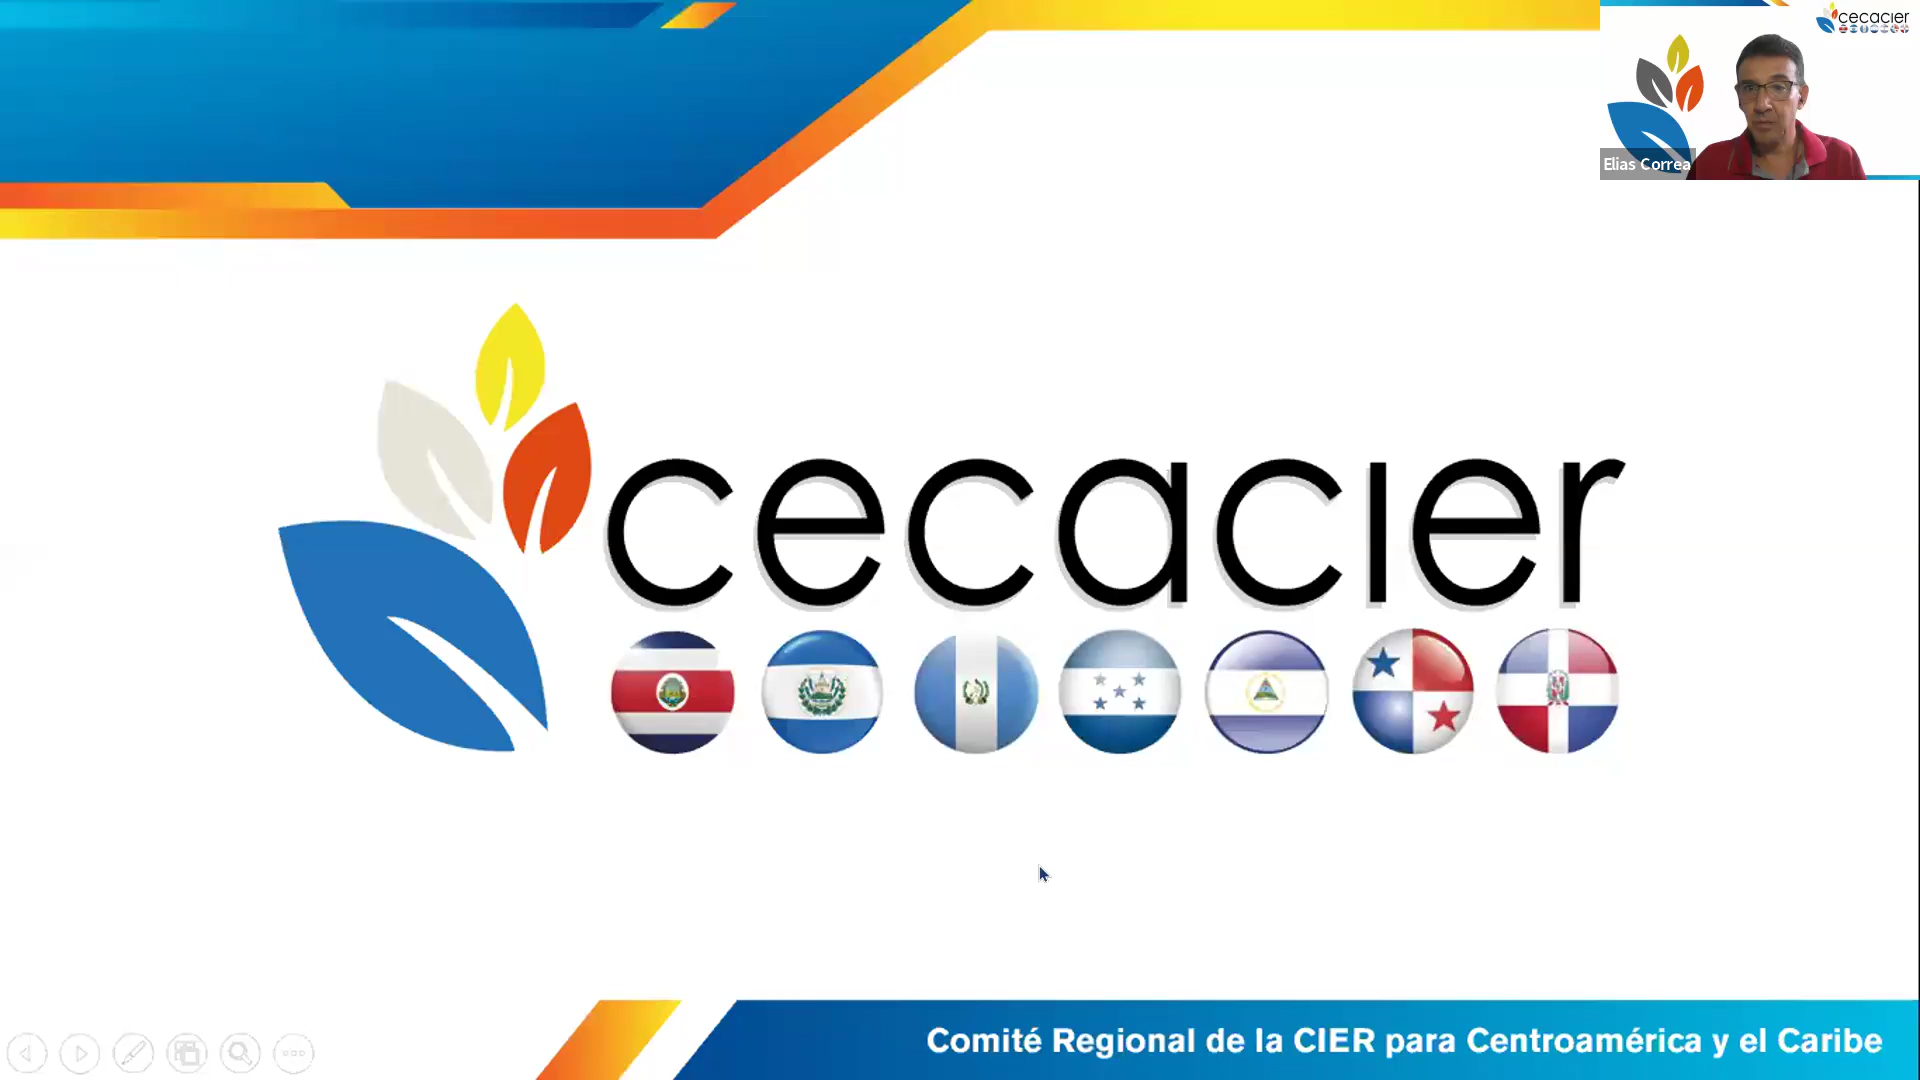 cecacier
Elias Correa
cecacier
Comité Regional de la CIER para Centroamérica y el Caribe